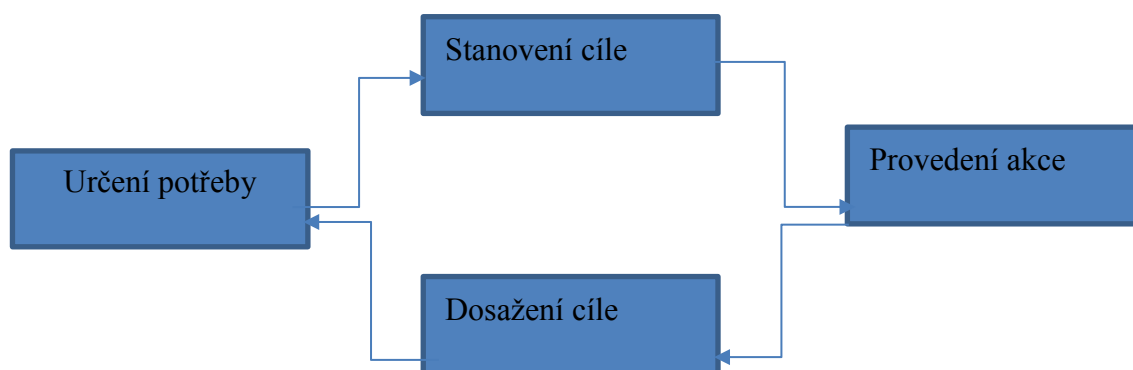 Stanovení cíle
Určení potřeby
Provedení akce
Dosažení cíle